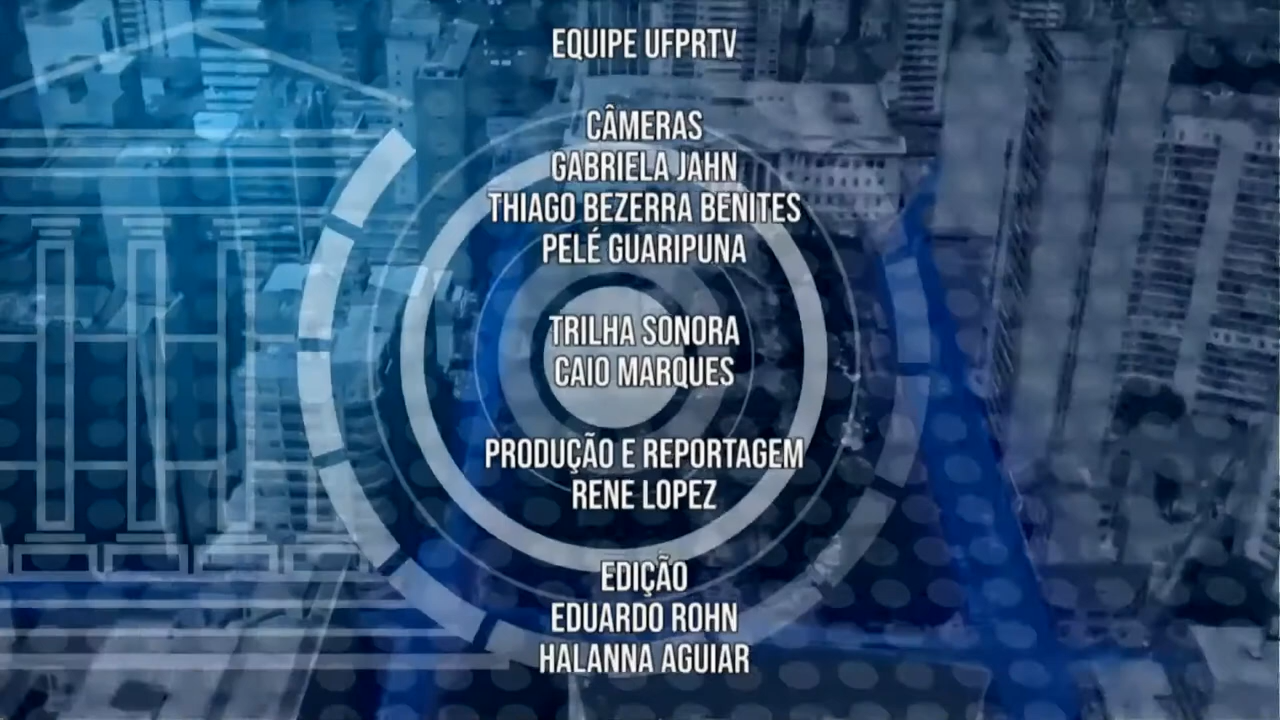 EQUIPE UFPRTV
CÂMERAS
GABRIELA JAHN
THIAGO BEZERRA BENITES
PELÉ GUARIPUNA
TRILHA SONORA
CAIO MARQUES
PRODUÇÃO E REPORTAGEM
RENE LOPEZ
EDIÇÃO
EDUARDO ROHN
HALANNA AGUIAR